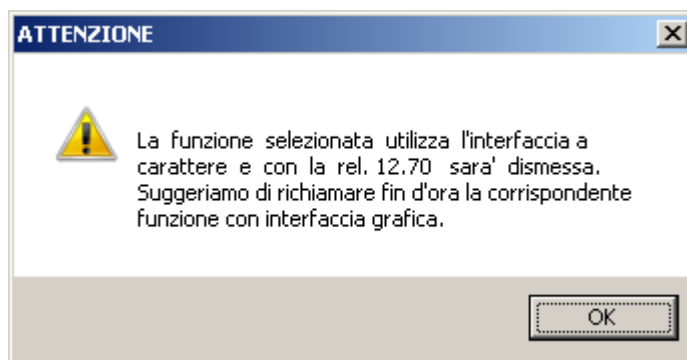 ATTENZIONE
La funzione selezionata utilizza l'interfaccia a
carattere e con la rel. 12.70 sara' dismessa.
Suggeriamo di richiamare fin d'ora la corrispondente
funzione con interfaccia grafica.
OK